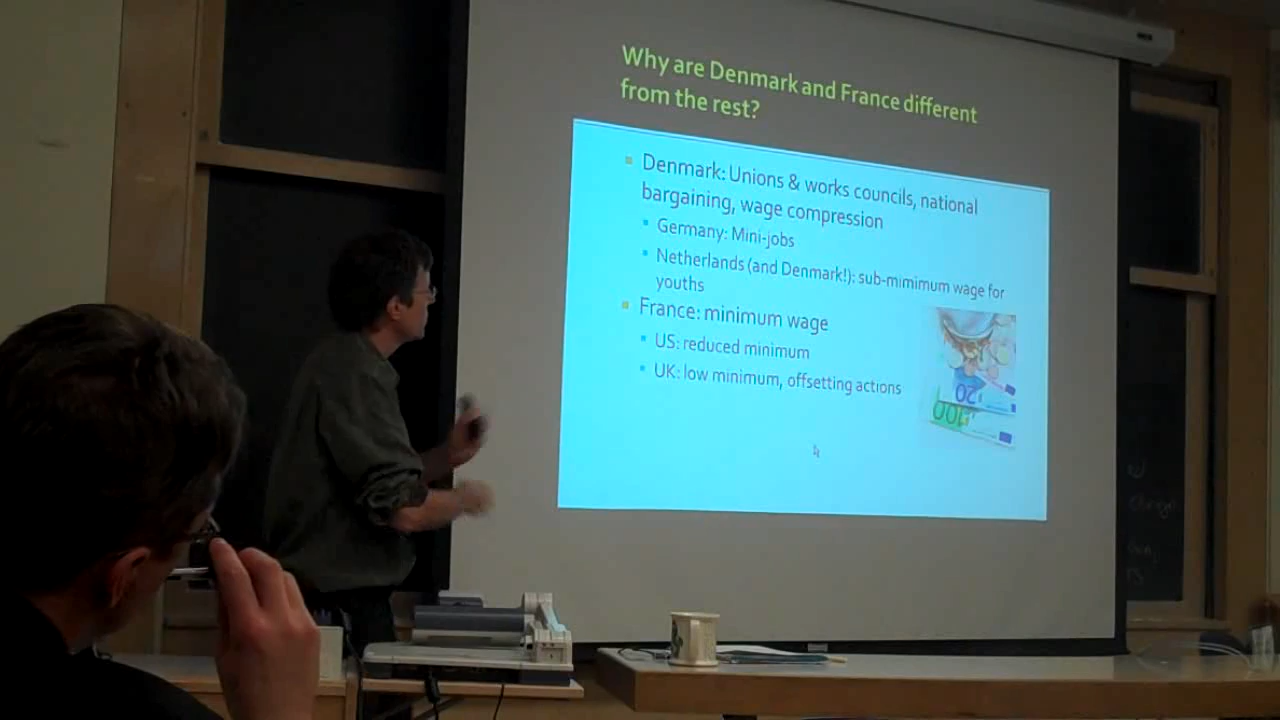 Why are Denmark and France different
from the rest?
Denmark: Unions & works councils, national
bargaining, wage compression
Germany: Mini-jobs
Netherlands (and Denmark!): sub-mimimum wage for
youths
France: minimum wage
US: reduced minimum
UK: low minimum, offsetting actions
20
100